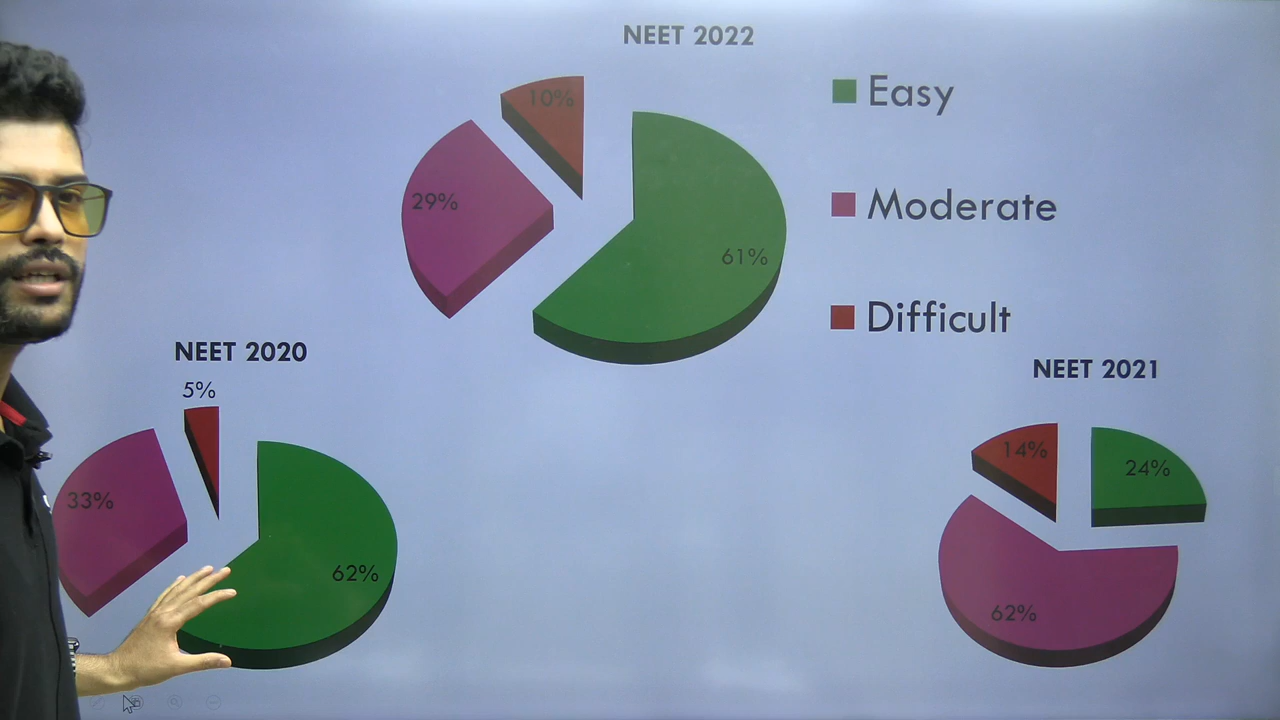 NEET 2022
10%
29%
61%
Easy
Moderate
Difficult
NEET 2020
5%
33%
62%
NEET 2021
14%
24%
62%